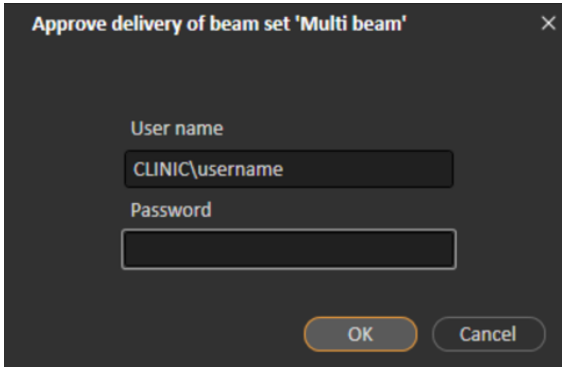 Approve delivery of beam set 'Multi beam'
User name
CLINIC\username
Password
OK Cancel